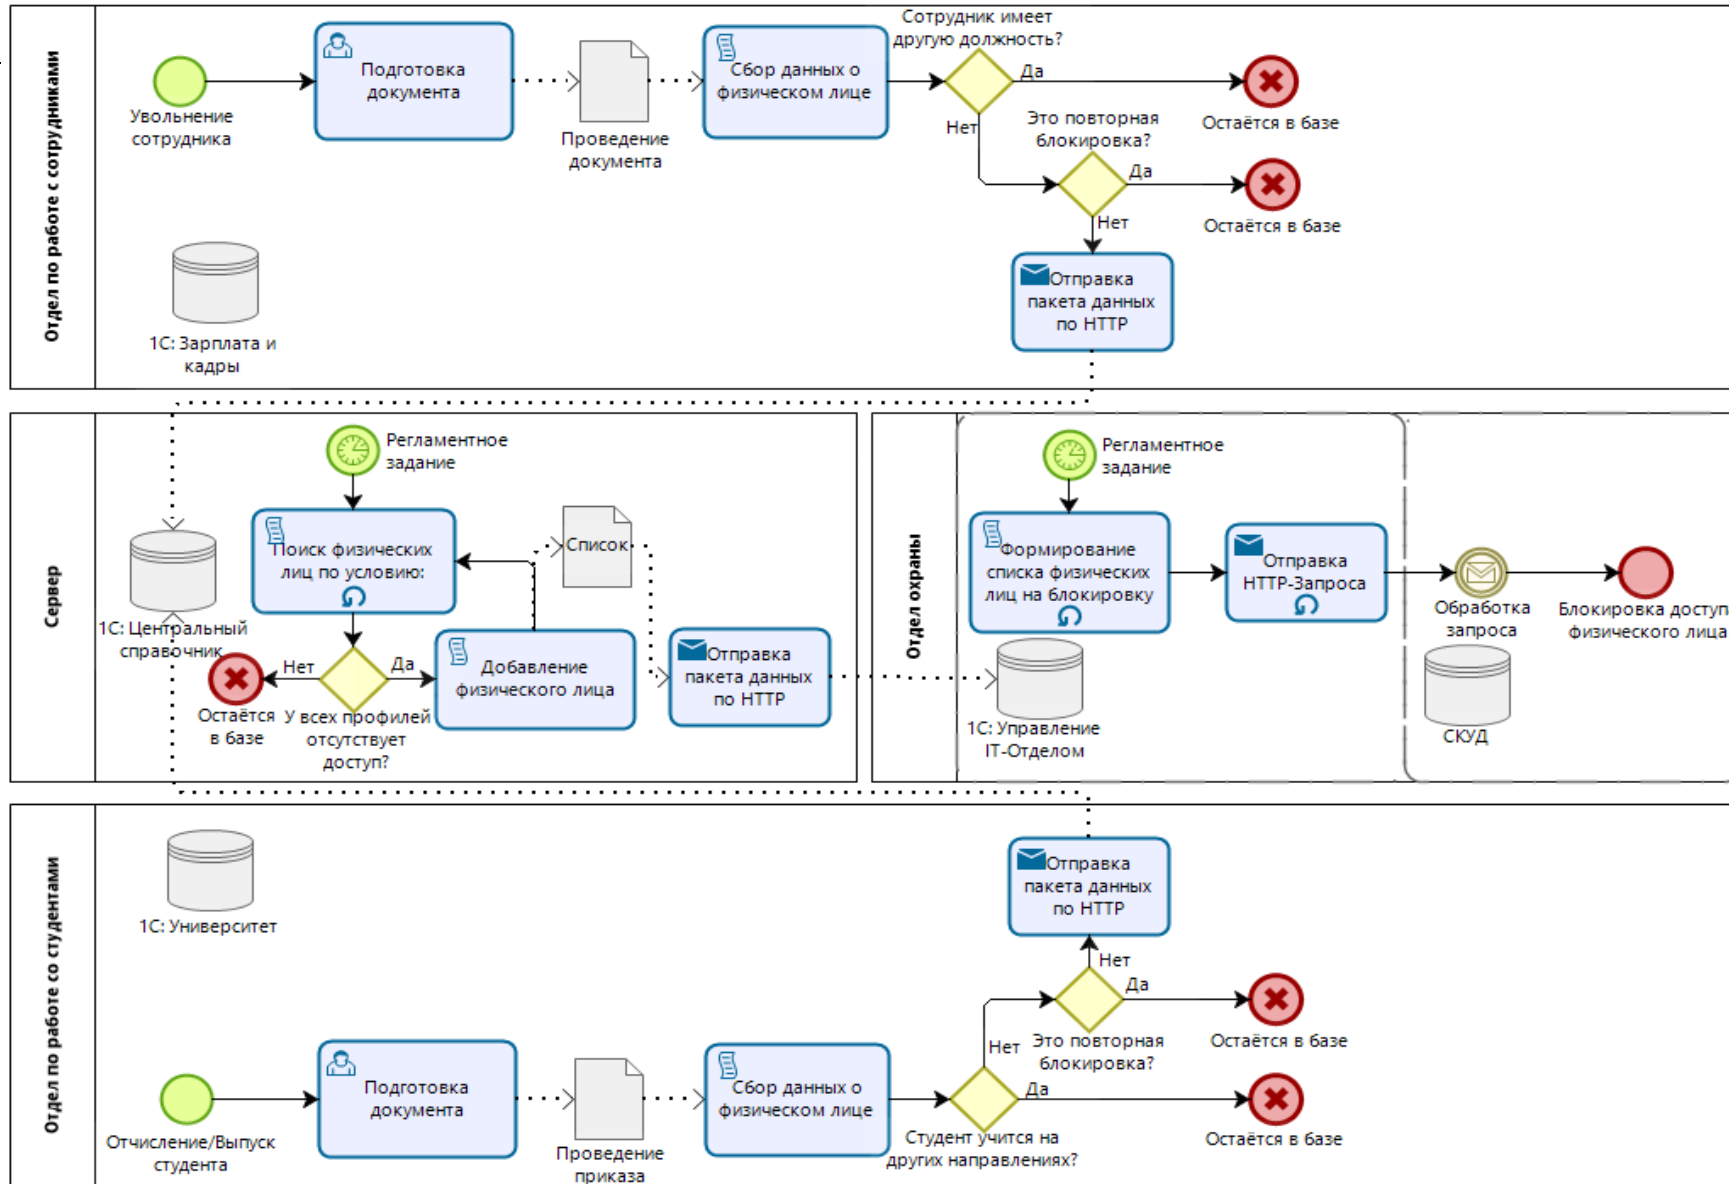 Отдел по работе с сотрудниками
Увольнение
сотрудника
Подготовка
документа
Проведение
документа
Сбор данных о
физическом лице
Сотрудник имеет
другую должность?
Да
Остаётся в базе
Нет
Это повторная
блокировка?
Да
Остаётся в базе
Нет
Отправка
пакета данных
по HTTP
1С: Зарплата и
кадры
Сервер
Регламентное
задание
Поиск физических
лиц по условию:
Список
1С: Центральный
справочник
Нет
Да
Остаётся
в базе
У всех профилей
отсутствует
доступ?
Добавление
физического лица
Отправка
пакета данных
по HTTP
Отдел охраны
Регламентное
задание
Формирование
списка физических
лиц на блокировку
Отправка
HTTP-Запроса
Обработка
запроса
Блокировка доступа
физического лица
1С: Управление
IT-Отделом
СКУД
Отдел по работе со студентами
1С: Университет
Отправка
пакета данных
по HTTP
Нет
Да
Это повторная
блокировка?
Остаётся в базе
Нет
Да
Остаётся в базе
Отчисление/Выпуск
студента
Подготовка
документа
Проведение
приказа
Сбор данных о
физическом лице
Студент учится на
других направлениях?